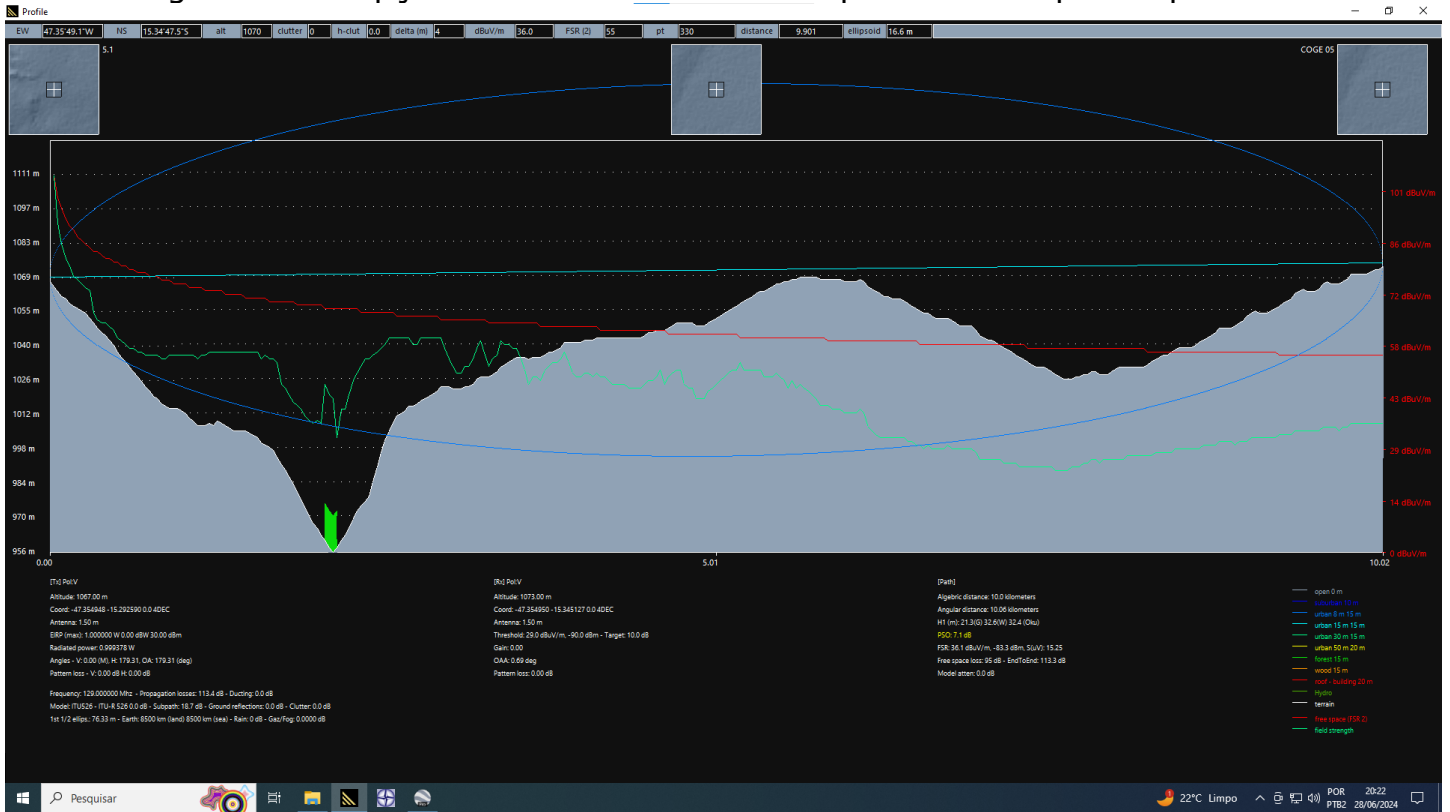 Profile
EW 47.35'49.1"W NS 15.34'47.5"S alt 1070 clutter 0 h-clut 0.0 delta (m) 4 dBuV/m 36.0 FSR (2) 55 pt 330 distance 9.901 ellipsoid 16.6 m
5.1
COGE 05
1111 m
101 dBuV/m
1097 m
1083 m
86 dBuV/m
1069 m
72 dBuV/m
1055 m
1040 m
58 dBuV/m
1026 m
43 dBuV/m
1012 m
998 m
29 dBuV/m
984 m
14 dBuV/m
970 m
956 m
0 dBuV/m
0.00 5.01 10.02
[Tx] Pol:V
Altitude: 1067.00 m
Coord: -47.354948 -15.292590 0.0 4DEC
Antenna: 1.50 m
EIRP (max): 1.000000 W 0.00 dBW 30.00 dBm
Radiated power: 0.999378 W
Angles - V: 0.00 (M), H: 179.31, OA: 179.31 (deg)
Pattern loss - V: 0.00 dB H: 0.00 dB
Frequency: 129.000000 Mhz - Propagation losses: 113.4 dB - Ducting: 0.0 dB
Model: ITU526 - ITU-R 526 0.0 dB - Subpath: 18.7 dB - Ground reflections: 0.0 dB - Clutter: 0.0 dB
1st 1/2 ellips.: 76.33 m - Earth: 8500 km (land) 8500 km (sea) - Rain: 0 dB - Gaz/Fog: 0.0000 dB
[Rx] Pol:V
Altitude: 1073.00 m
Coord: -47.354950 -15.345127 0.0 4DEC
Antenna: 1.50 m
Threshold: 29.0 dBuV/m, -90.0 dBm - Target: 10.0 dB
Gain: 0.00
OAA: 0.69 deg
Pattern loss: 0.00 dB
[Path]
Algebric distance: 10.0 kilometers
Angular distance: 10.06 kilometers
H1 (m): 21.3(G) 32.6(W) 32.4 (Oku)
PSO: 7.1 dB
FSR: 36.1 dBuV/m, -83.3 dBm, S(uV): 15.25
Free space loss: 95 dB - EndToEnd: 113.3 dB
Model atten: 0.0 dB
open 0 m
urban 8 m 15 m
urban 15 m 15 m
urban 30 m 15 m
urban 50 m 20 m
forest 15 m
wood 15 m
roof - building 20 m
Hydro
terrain
free space (FSR 2)
field strength
Pesquisar
22°C Limpo
POR
PTB2
20:22
28/06/2024